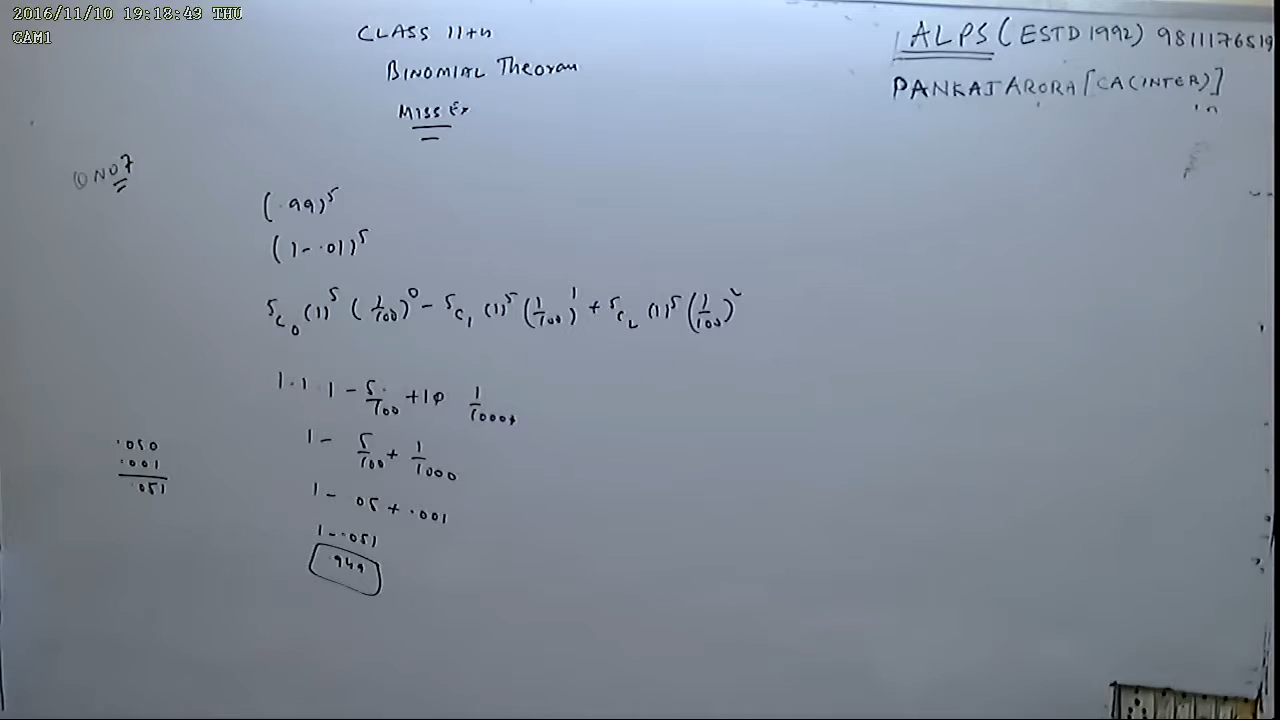 2016/11/10 19:18:49 THU
CAM1
CLASS 11th
BINOMIAL Theoram
MISS Ex
ALPS (ESTD 1992) 9811176519
PANKAJ ARORA [CA(INTER)]
Q NO 7
(.99)^5
(1-.01)^5
5C0 (1)^5 (1/100)^0 - 5C1 (1)^5 (1/100)^1 + 5C2 (1)^5 (1/100)^2
1.1 1 - 5/100 + 10 1/10000
1 - 5/100 + 1/1000
1 - 05 + .001
1 - .051
.949
.050
.001
.051